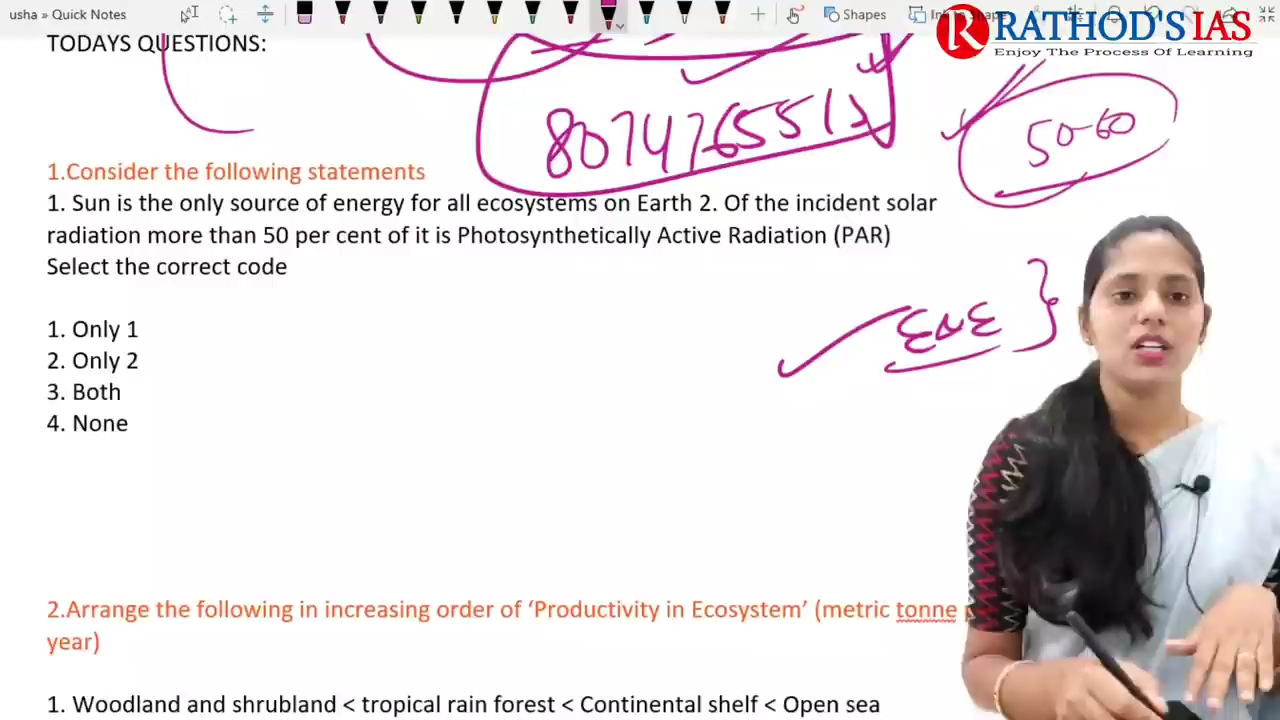 usha » Quick Notes
Shapes
RATHOD'S IAS
Enjoy The Process Of Learning
TODAYS QUESTIONS:
50-60
1.Consider the following statements
1. Sun is the only source of energy for all ecosystems on Earth 2. Of the incident solar
radiation more than 50 per cent of it is Photosynthetically Active Radiation (PAR)
Select the correct code
1. Only 1
2. Only 2
3. Both
4. None
2.Arrange the following in increasing order of ‘Productivity in Ecosystem’ (metric tonne
year)
1. Woodland and shrubland < tropical rain forest < Continental shelf < Open sea